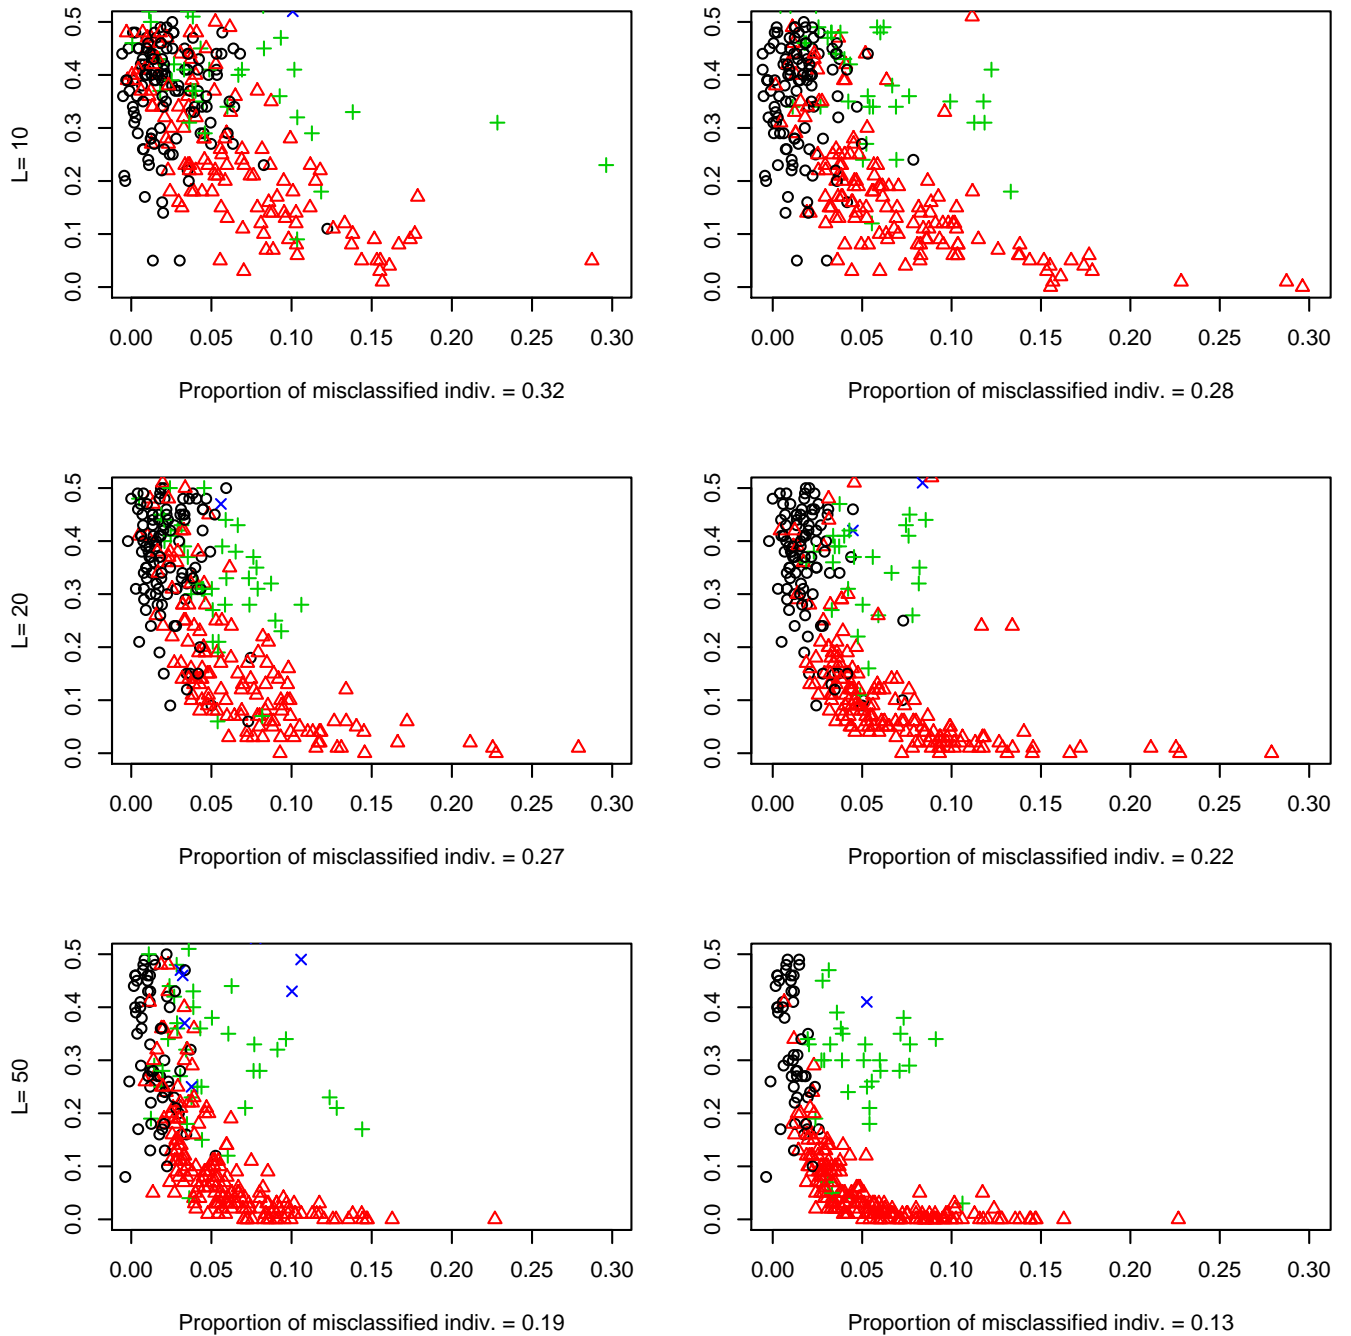 L= 10
0.0 0.1 0.2 0.3 0.4 0.5
0.00 0.05 0.10 0.15 0.20 0.25 0.30
Proportion of misclassified indiv. = 0.32
0.0 0.1 0.2 0.3 0.4 0.5
0.00 0.05 0.10 0.15 0.20 0.25 0.30
Proportion of misclassified indiv. = 0.28
L= 20
0.0 0.1 0.2 0.3 0.4 0.5
0.00 0.05 0.10 0.15 0.20 0.25 0.30
Proportion of misclassified indiv. = 0.27
0.0 0.1 0.2 0.3 0.4 0.5
0.00 0.05 0.10 0.15 0.20 0.25 0.30
Proportion of misclassified indiv. = 0.22
L= 50
0.0 0.1 0.2 0.3 0.4 0.5
0.00 0.05 0.10 0.15 0.20 0.25 0.30
Proportion of misclassified indiv. = 0.19
0.0 0.1 0.2 0.3 0.4 0.5
0.00 0.05 0.10 0.15 0.20 0.25 0.30
Proportion of misclassified indiv. = 0.13